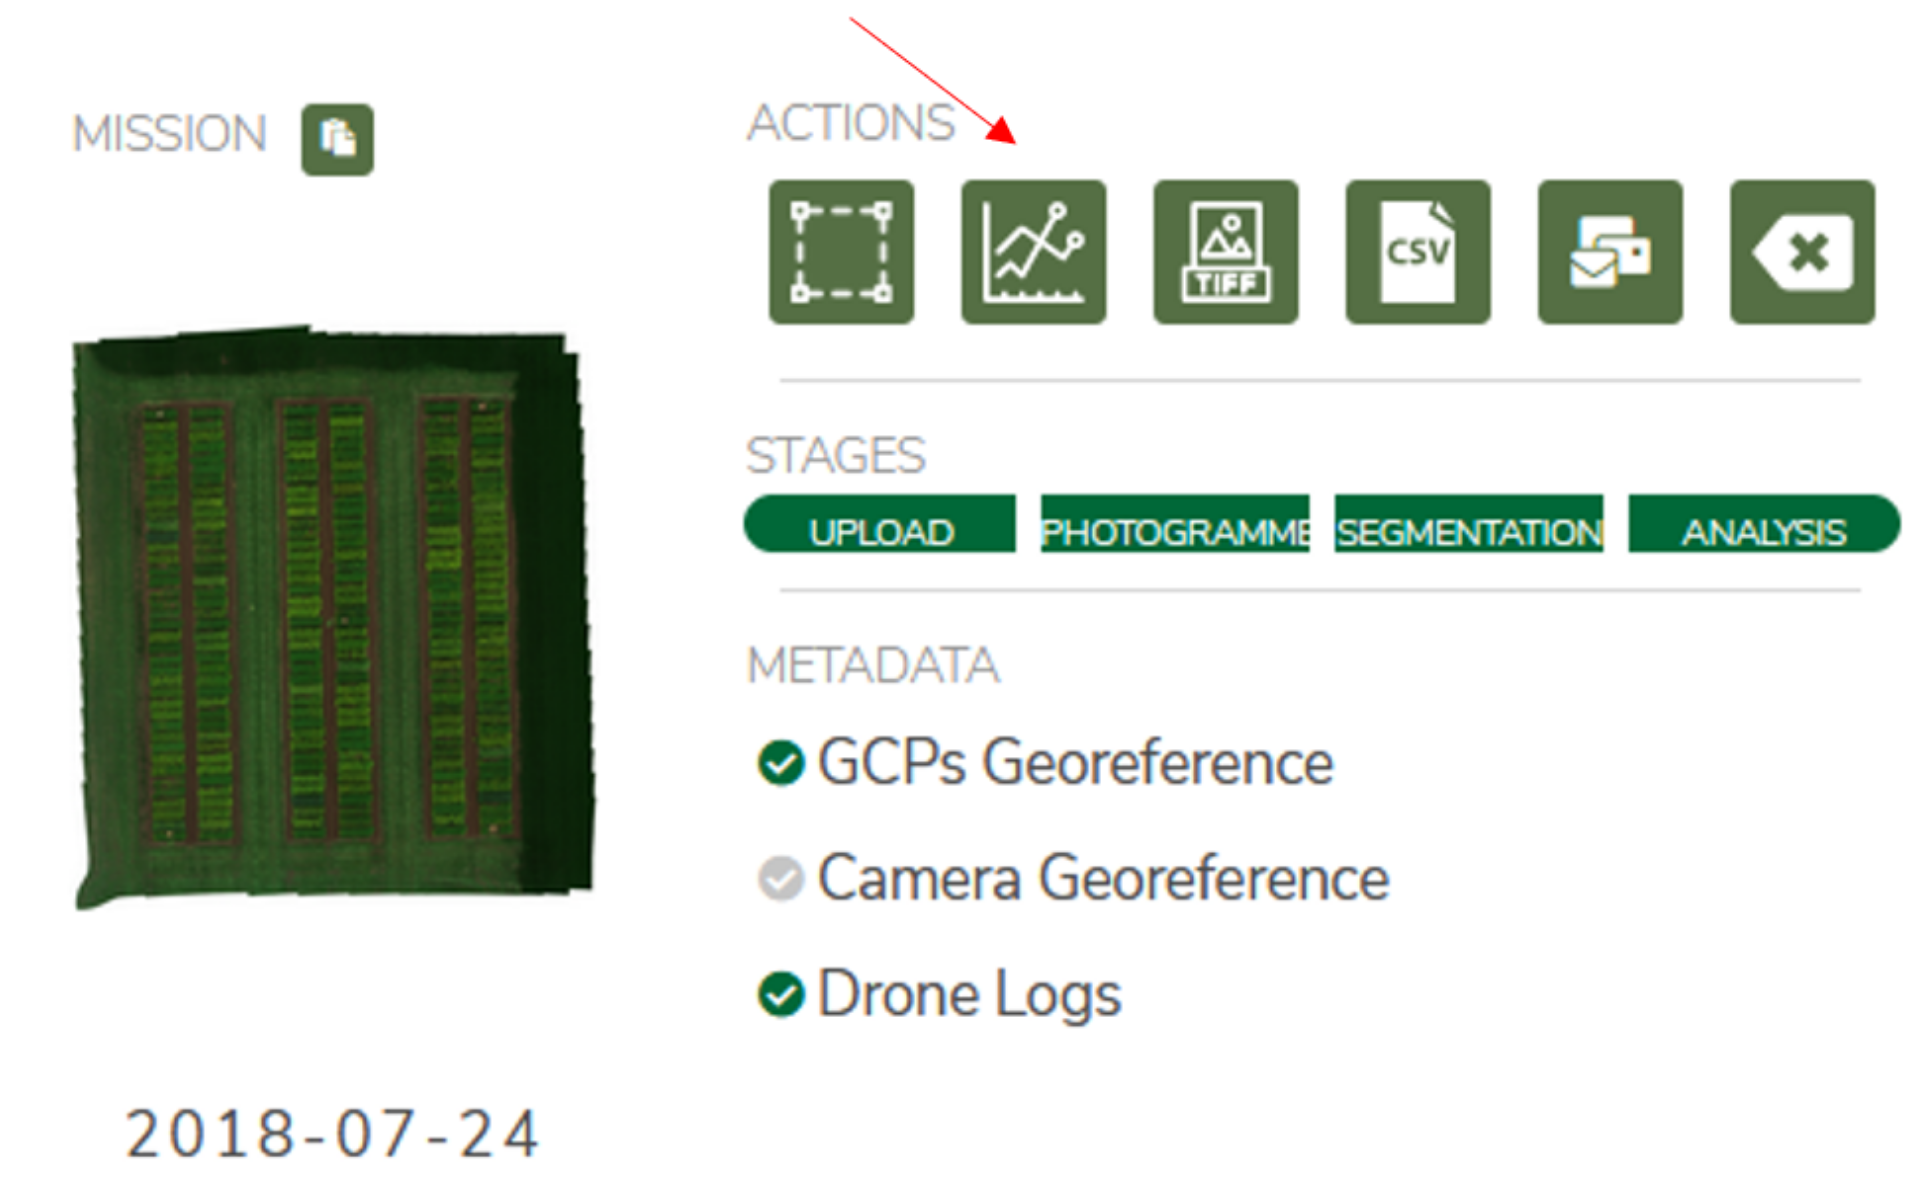 MISSION
ACTIONS
TIFF
CSV
STAGES
UPLOAD
PHOTOGRAMME
SEGMENTATION
ANALYSIS
METADATA
GCPs Georeference
Camera Georeference
Drone Logs
2018-07-24